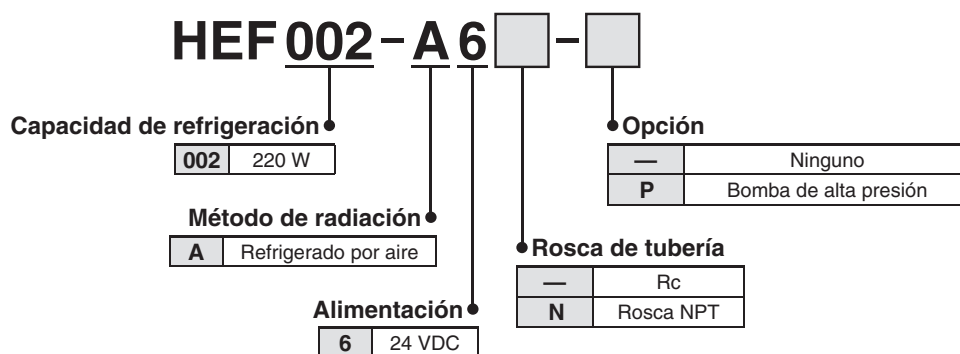 HEF 002 - A 6 □ - □
Capacidad de refrigeración
002 220 W
Método de radiación
A Refrigerado por aire
Alimentación
6 24 VDC
Opción
— Ninguno
P Bomba de alta presión
Rosca de tubería
— Rc
N Rosca NPT